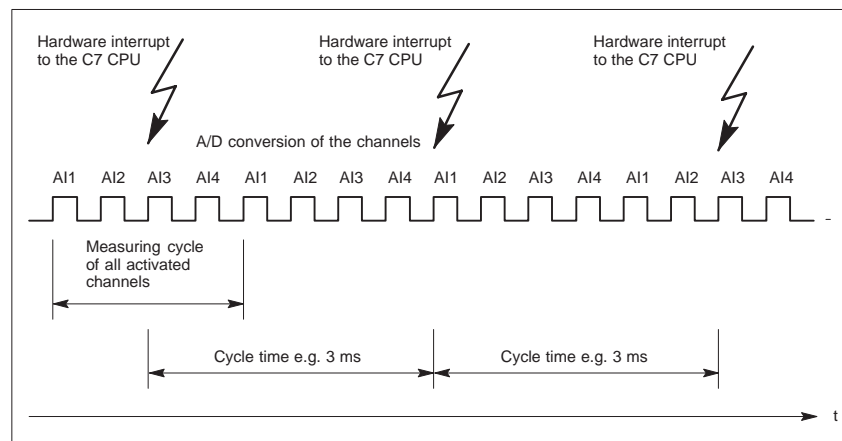 Hardware interrupt
to the C7 CPU
Hardware interrupt
to the C7 CPU
Hardware interrupt
to the C7 CPU
A/D conversion of the channels
AI1 AI2 AI3 AI4 AI1 AI2 AI3 AI4 AI1 AI2 AI3 AI4 AI1 AI2 AI3 AI4
Measuring cycle
of all activated
channels
Cycle time e.g. 3 ms Cycle time e.g. 3 ms
t